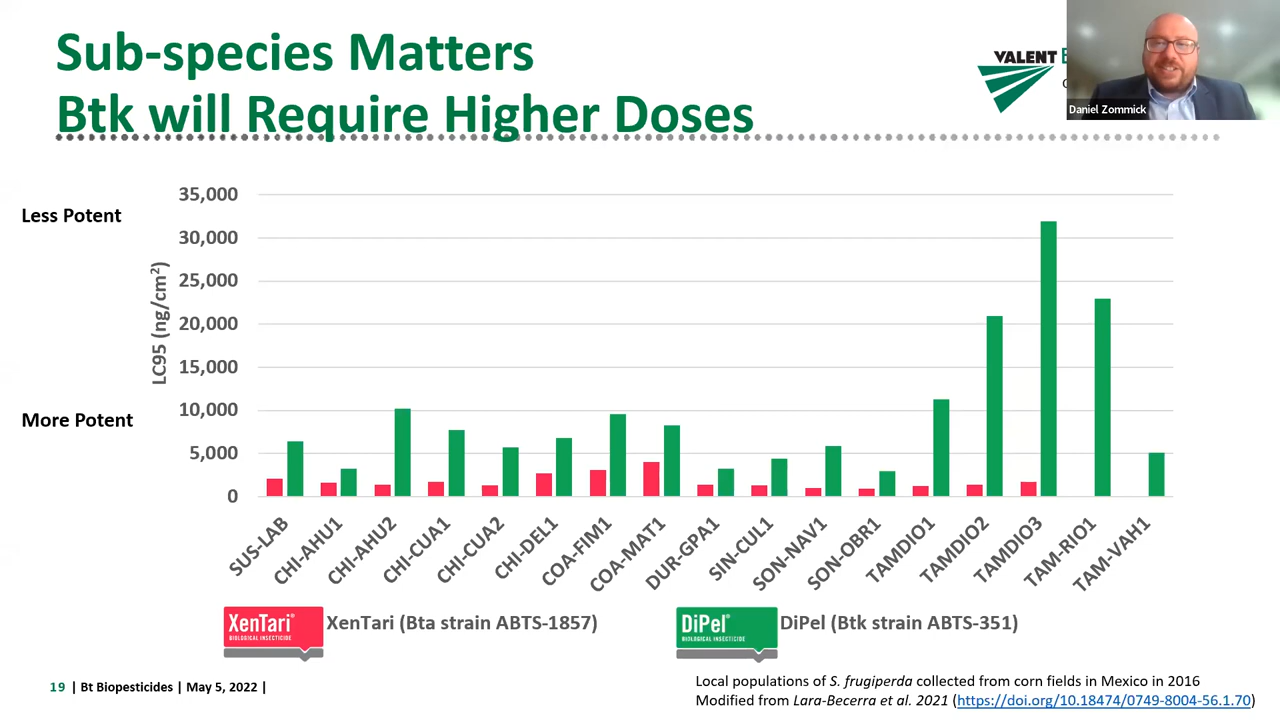 Sub-species Matters
Btk will Require Higher Doses
VALENT
Daniel Zommick
Less Potent
More Potent
LC95 (ng/cm²)
35,000
30,000
25,000
20,000
15,000
10,000
5,000
0
SUS-LAB
CHI-AHU1
CHI-AHU2
CHI-CUA1
CHI-CUA2
CHI-DEL1
COA-FIM1
COA-MAT1
DUR-GPA1
SIN-CUL1
SON-NAV1
SON-OBR1
TAMDIO1
TAMDIO2
TAMDIO3
TAM-RIO1
TAM-VAH1
XenTari®
BIOLOGICAL INSECTICIDE
XenTari (Bta strain ABTS-1857)
DiPel®
BIOLOGICAL INSECTICIDE
DiPel (Btk strain ABTS-351)
19 | Bt Biopesticides | May 5, 2022 |
Local populations of S. frugiperda collected from corn fields in Mexico in 2016
Modified from Lara-Becerra et al. 2021 (https://doi.org/10.18474/0749-8004-56.1.70)